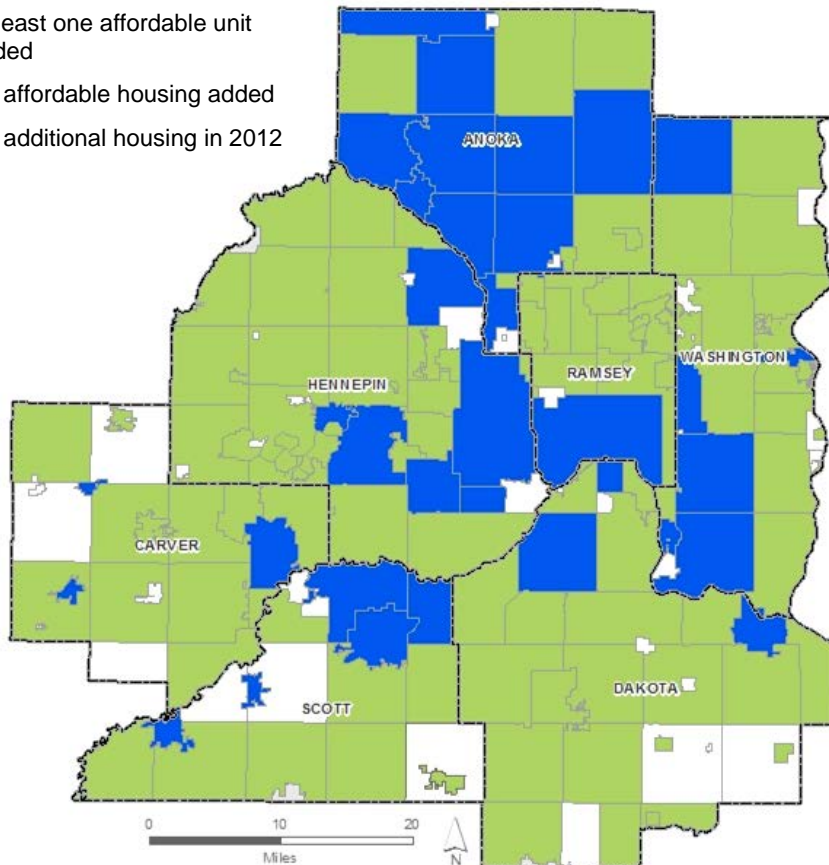 east one affordable unit
ded
affordable housing added
additional housing in 2012
ANOKA
HENNEPIN
RAMSEY
WASHINGTON
CARVER
SCOTT
DAKOTA
0 10 20
Miles
N